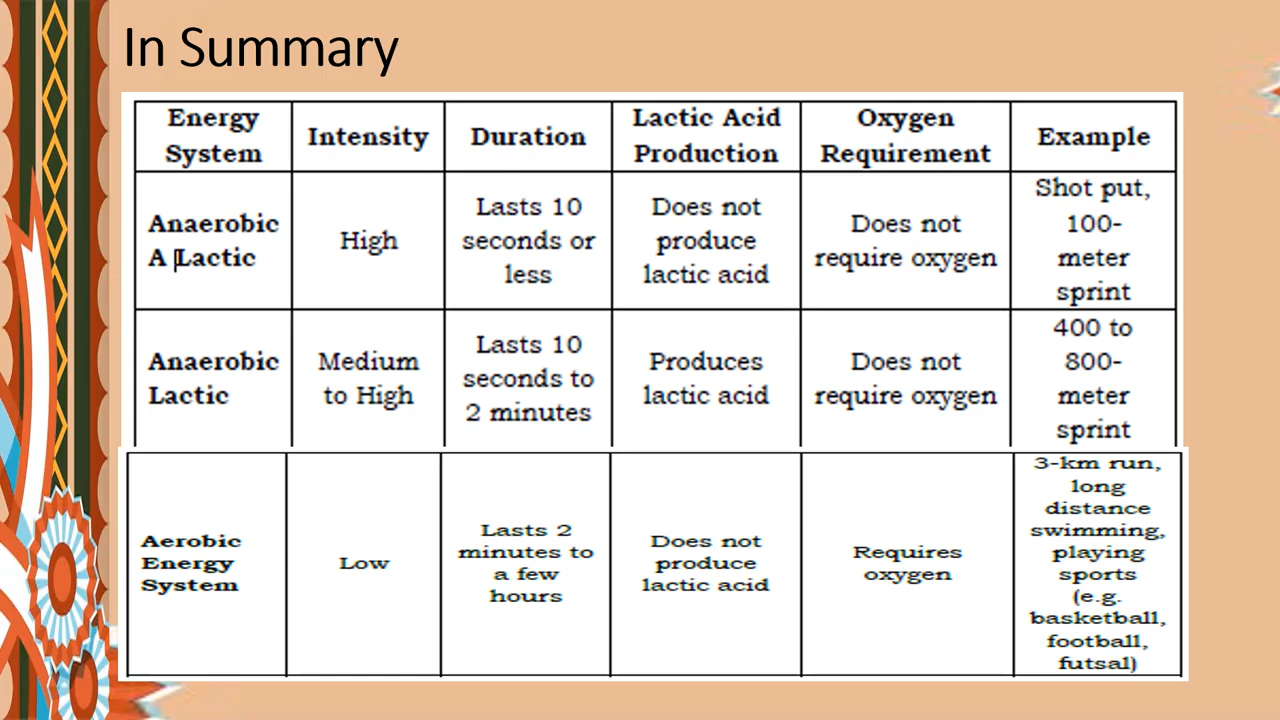 In Summary
Energy System
Intensity
Duration
Lactic Acid Production
Oxygen Requirement
Example
Anaerobic
A Lactic
High
Lasts 10
seconds or
less
Does not
produce
lactic acid
Does not
require oxygen
Shot put,
100-
meter
sprint
Anaerobic
Lactic
Medium
to High
Lasts 10
seconds to
2 minutes
Produces
lactic acid
Does not
require oxygen
400 to
800-
meter
sprint
Aerobic
Energy
System
Low
Lasts 2
minutes to
a few
hours
Does not
produce
lactic acid
Requires
oxygen
3-km run,
long
distance
swimming,
playing
sports
(e.g.
basketball,
football,
futsal)